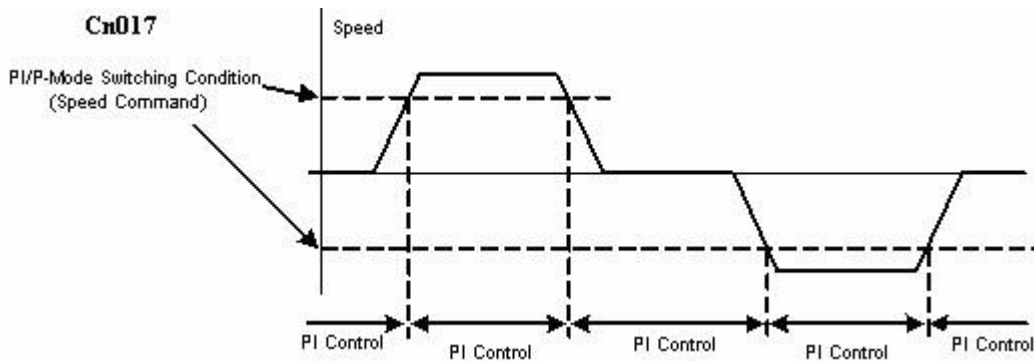 Cn017
Speed
PI/P-Mode Switching Condition
(Speed Command)
PI Control
PI Control
PI Control
PI Control
PI Control